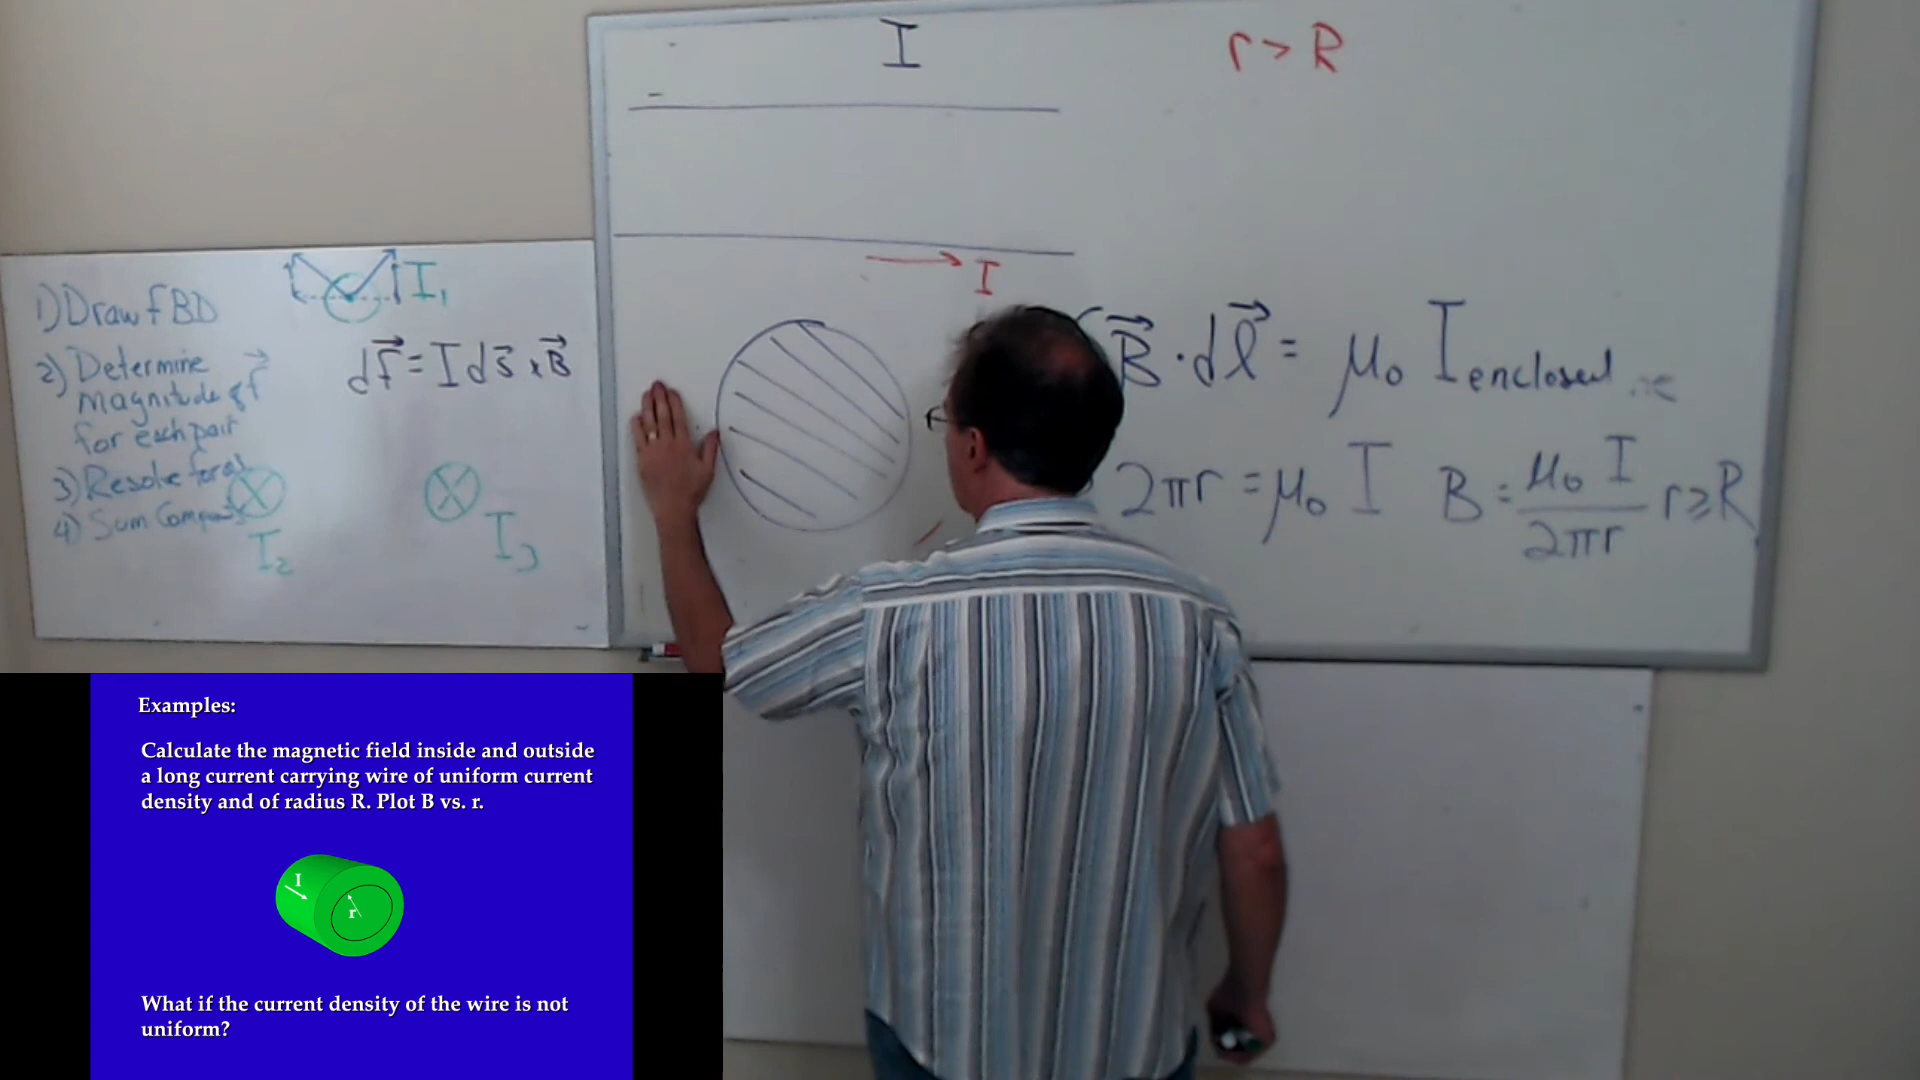 I
r > R
I
B⃗ · dl⃗ = μ₀ I enclosed
2πr = μ₀ I B = μ₀ I / 2πr r ≥ R
1) Draw FBD
2) Determine
magnitude of f⃗
for each part
3) Resolve
4) Sum
I₁
df⃗ = I ds⃗ × B⃗
I₂
I₃
Examples:
Calculate the magnetic field inside and outside
a long current carrying wire of uniform current
density and of radius R. Plot B vs. r.
I
r
What if the current density of the wire is not
uniform?